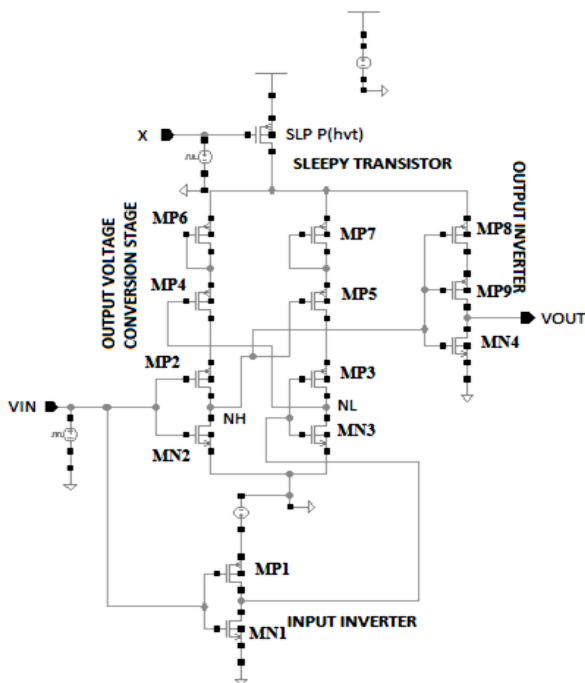 X
SLP P(hvt)
SLEEPY TRANSISTOR
OUTPUT VOLTAGE
CONVERSION STAGE
OUTPUT INVERTER
MP6
MP7
MP8
MP4
MP5
MP9
VOUT
MN4
MP2
MP3
VIN
NH
NL
MN2
MN3
MP1
MN1
INPUT INVERTER